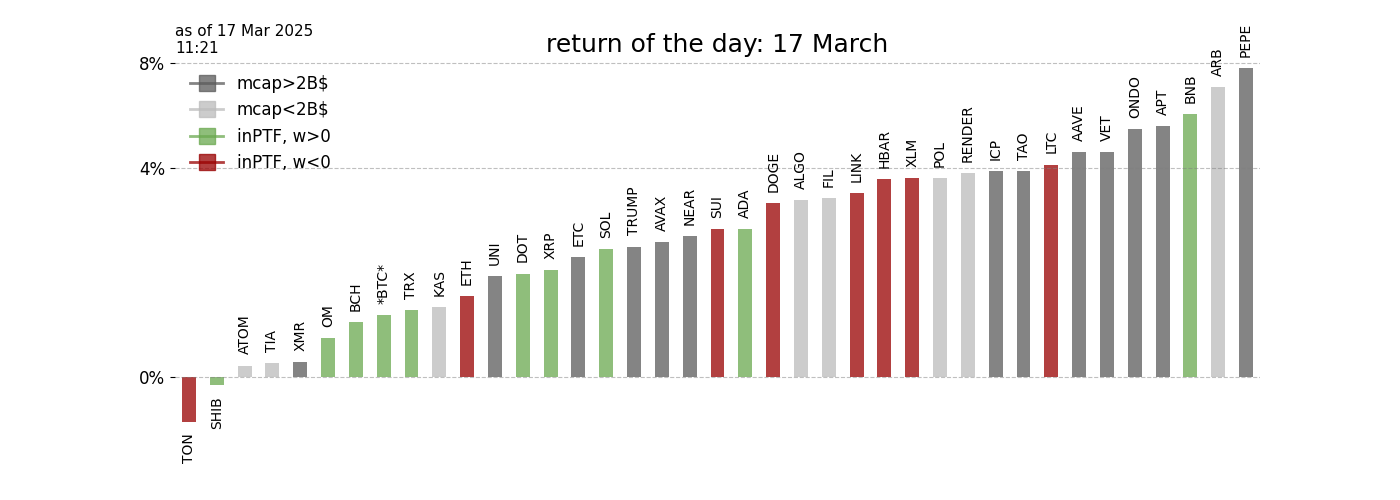 as of 17 Mar 2025
11:21
return of the day: 17 March
8%
4%
0%
mcap>2B$
mcap<2B$
inPTF, w>0
inPTF, w<0
TON
SHIB
ATOM
TIA
XMR
OM
BCH
*BTC*
TRX
KAS
ETH
UNI
DOT
XRP
ETC
SOL
TRUMP
AVAX
NEAR
SUI
ADA
DOGE
ALGO
FIL
LINK
HBAR
XLM
POL
RENDER
ICP
TAO
LTC
AAVE
VET
ONDO
APT
BNB
ARB
PEPE